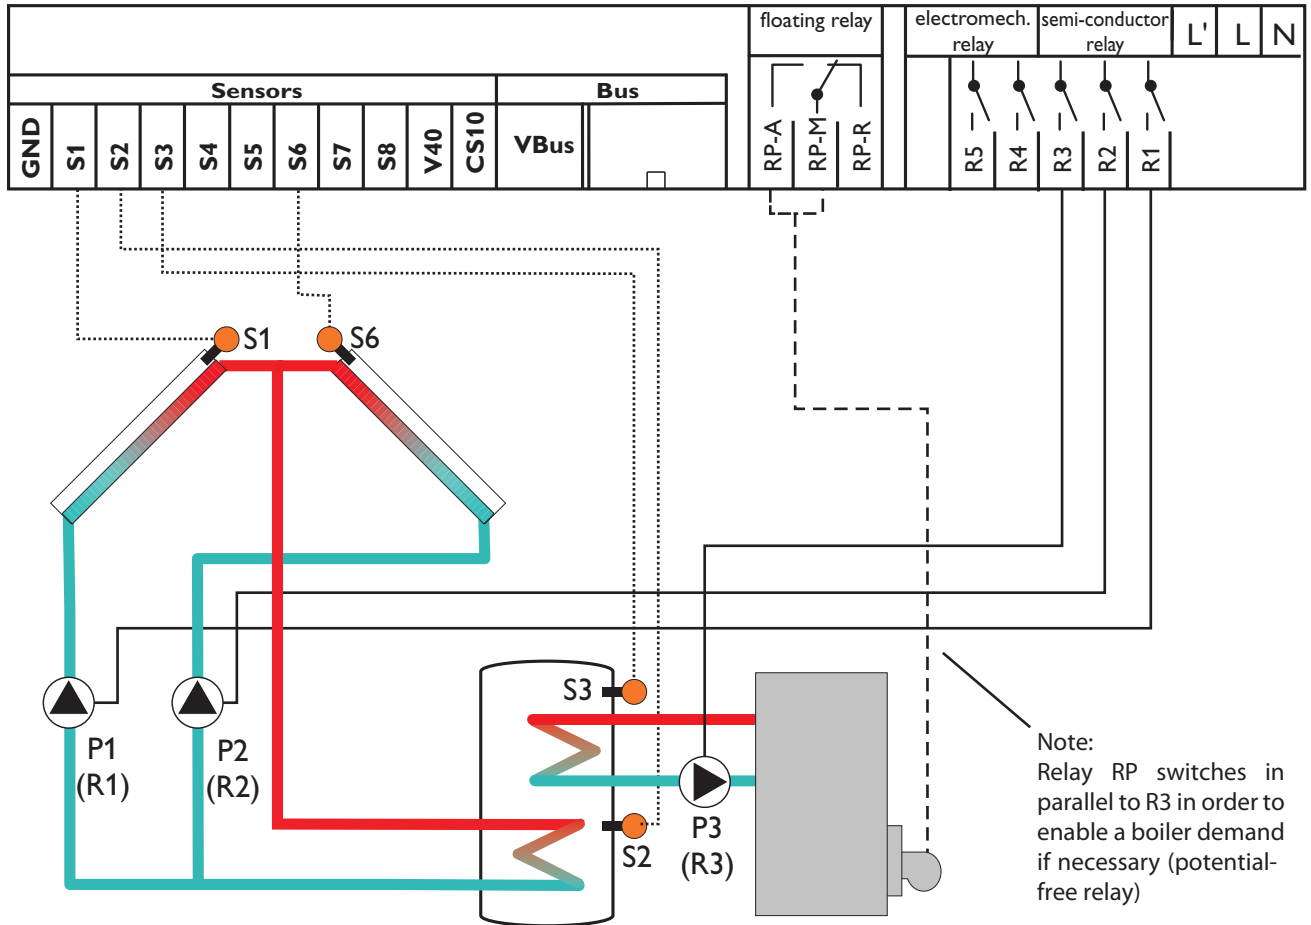 floating relay
electromech. relay
semi-conductor relay
L'
L
N
Sensors
Bus
GND
S1
S2
S3
S4
S5
S6
S7
S8
V40
CS10
VBus
RP-A
RP-M
RP-R
R5
R4
R3
R2
R1
S1
S6
S3
S2
P1
(R1)
P2
(R2)
P3
(R3)
Note:
Relay RP switches in
parallel to R3 in order to
enable a boiler demand
if necessary (potential-
free relay)